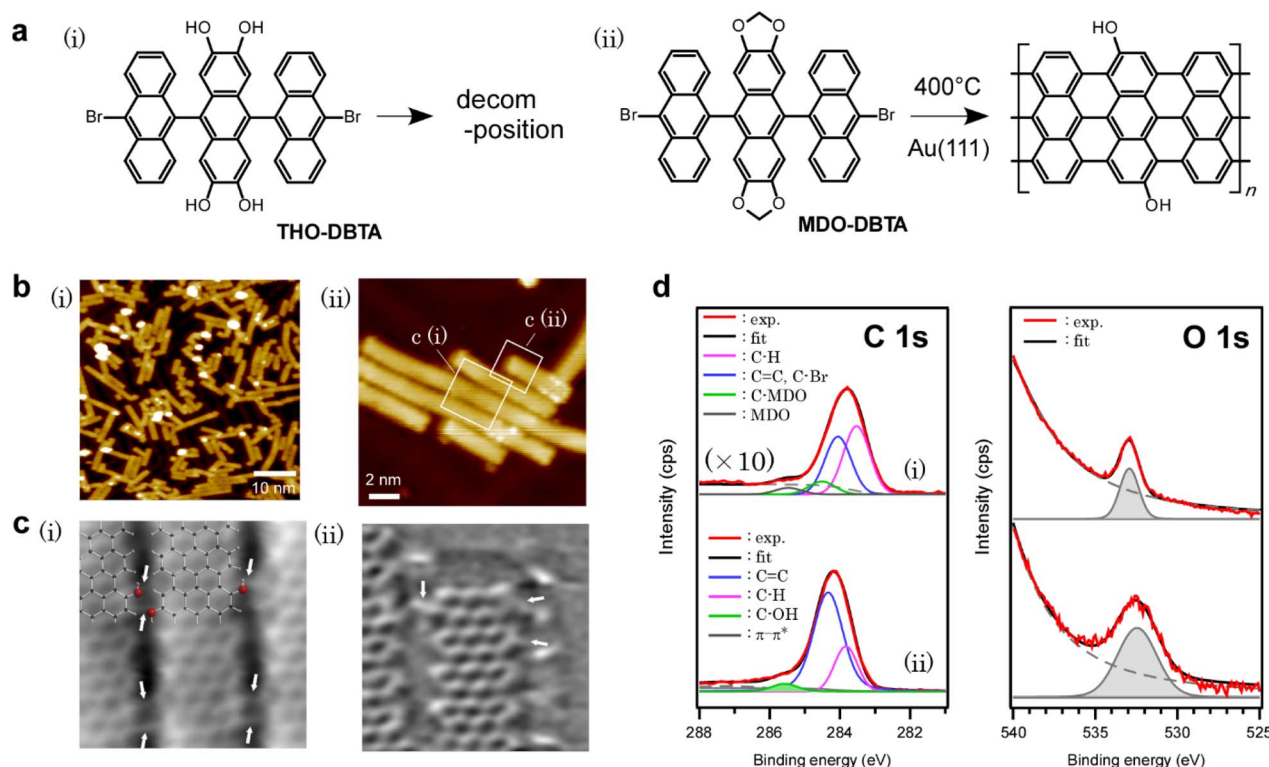 a
(i)
HO OH
Br
Br
HO OH
THO-DBTA
decom
-position
(ii)
O O
Br
Br
O O
MDO-DBTA
400°C
Au(111)
HO
OH
n
b
(i)
10 nm
(ii)
c (i)
c (ii)
2 nm
c
(i)
(ii)
d
C 1s
: exp.
: fit
: C-H
: C=C, C-Br
: C-MDO
: MDO
(×10)
(i)
: exp.
: fit
: C=C
: C-H
: C-OH
: π-π*
(ii)
Intensity (cps)
288 286 284 282
Binding energy (eV)
O 1s
: exp.
: fit
Intensity (cps)
540 535 530 525
Binding energy (eV)